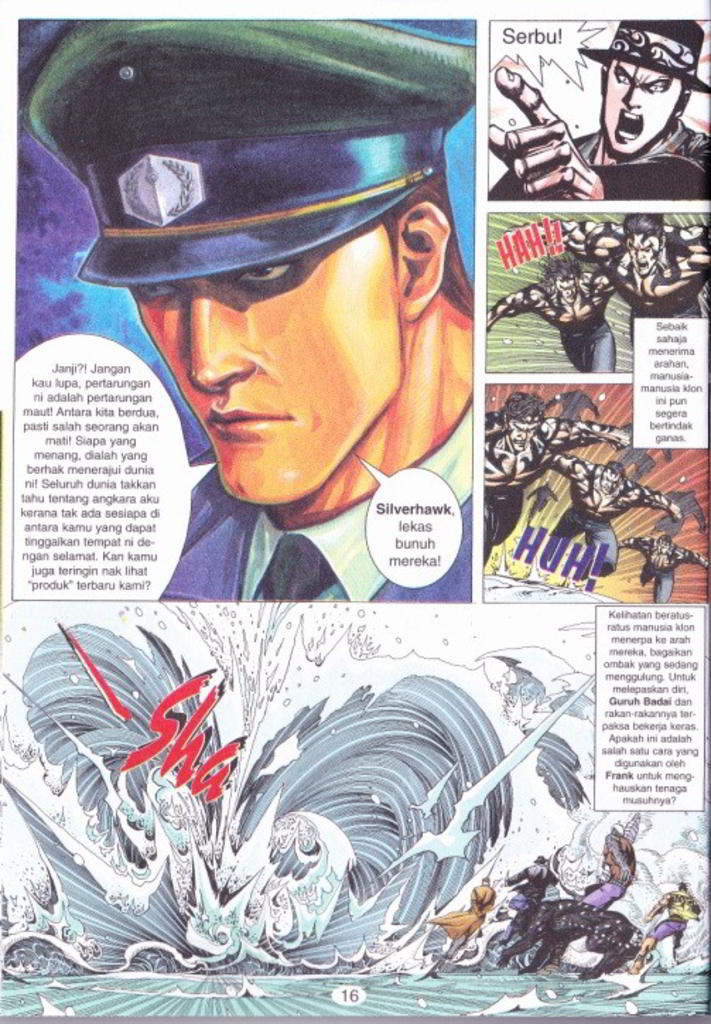 Janji?! Jangan
kau lupa, pertarungan
ni adalah pertarungan
maut! Antara kita berdua,
pasti salah seorang akan
mati! Siapa yang
menang, dialah yang
berhak menerajui dunia
ni! Seluruh dunia takkan
tahu tentang angkara aku
kerana tak ada sesiapa di
antara kamu yang dapat
tinggalkan tempat ni de-
ngan selamat. Kan kamu
juga teringin nak lihat
"produk" terbaru kami?
Silverhawk,
lekas
bunuh
mereka!
Serbu!
HAH!!
Sebaik
sahaja
menerima
arahan,
manusia-
manusia klon
ini pun
segera
bertindak
ganas.
HUH!
Kelihatan beratus-
ratus manusia klon
menerpa ke arah
mereka, bagaikan
ombak yang sedang
menggulung. Untuk
melepaskan diri,
Guruh Badai dan
rakan-rakannya ter-
paksa bekerja keras.
Apakah ini adalah
salah satu cara yang
digunakan oleh
Frank untuk meng-
hauskan tenaga
musuhnya?
Sha
16